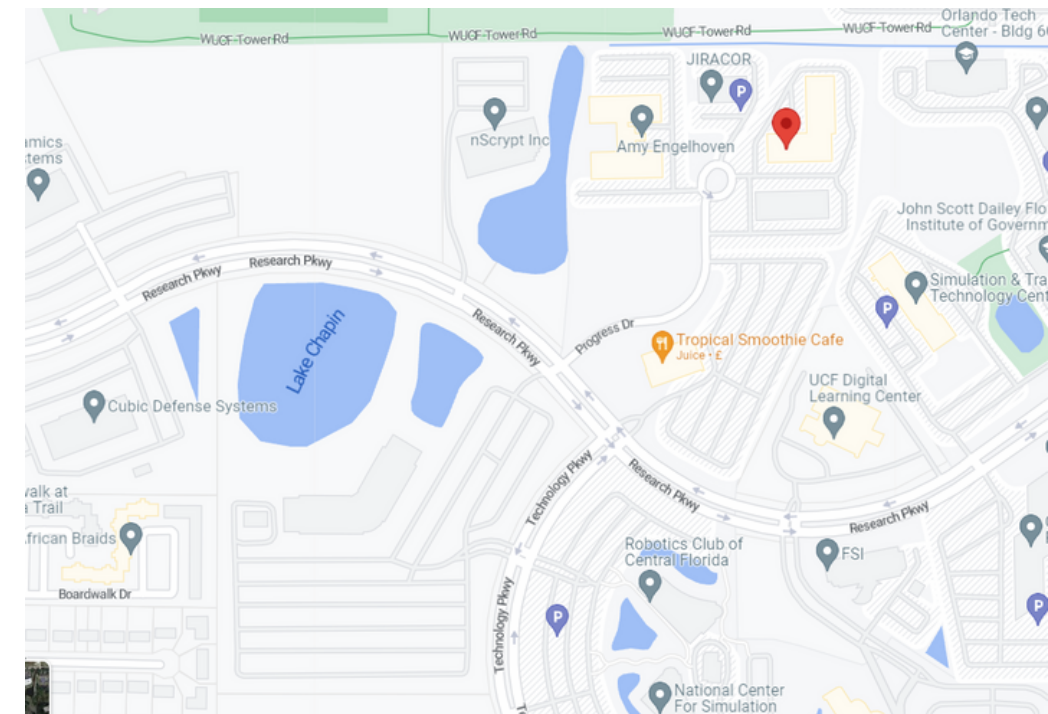 WUCF-Tower-Rd
WUCF-Tower-Rd
WUCF-Tower-Rd
WUCF-Tower-Rd
Orlando Tech
Center - Bldg 60
JIRACOR
P
nScrypt Inc
Amy Engelhoven
amics
tems
John Scott Dailey Flo
Institute of Governm
Research Pkwy
Research Pkwy
Simulation & Tra
Technology Cent
P
Lake Chapin
Research Pkwy
Progress Dr
Tropical Smoothie Cafe
Juice · £
UCF Digital
Learning Center
Cubic Defense Systems
Technology Pkwy
Research Pkwy
Research Pkwy
alk at
a Trail
frican Braids
Robotics Club of
Central Florida
FSI
Boardwalk Dr
Technology Pkwy
P
P
National Center
For Simulation